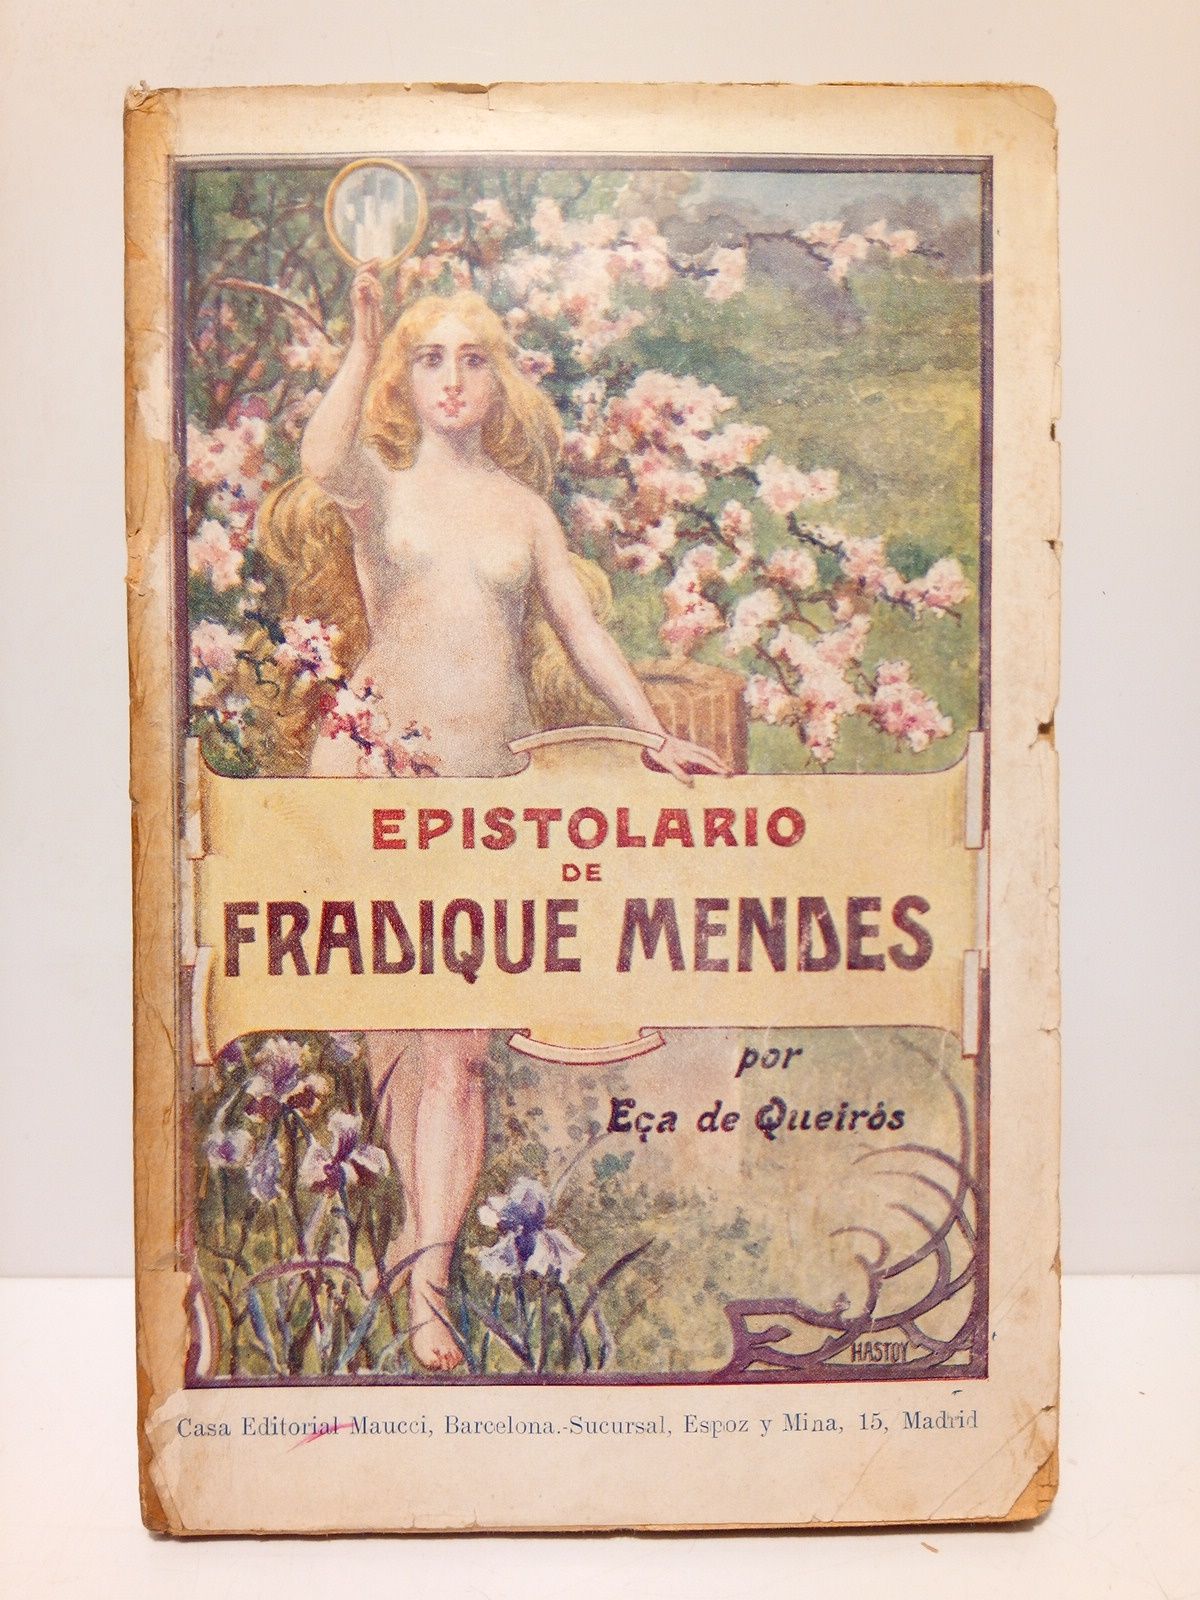 EPISTOLARIO
DE
FRADIQUE MENDES
por
Eça de Queirós
HASTOY
Casa Editorial Maucci, Barcelona.-Sucursal, Espoz y Mina, 15, Madrid